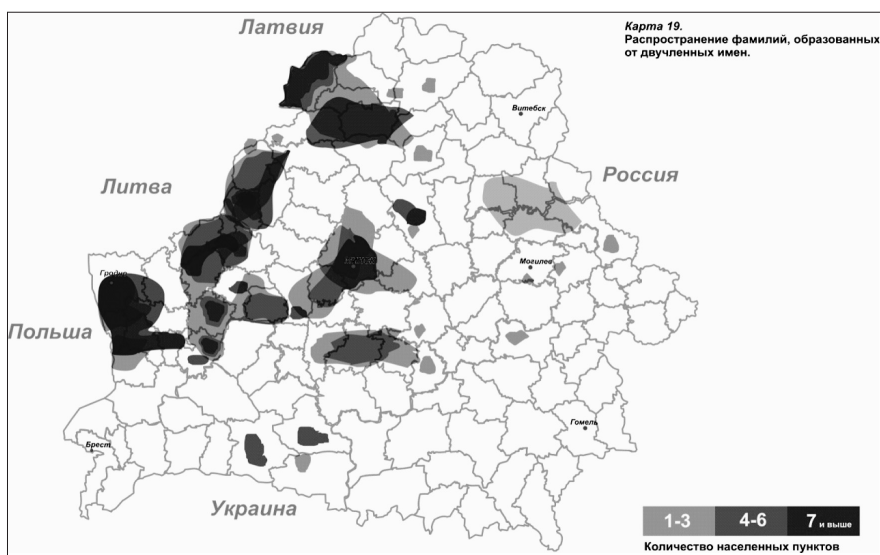 Карта 19.
Распространение фамилий, образованных
от двучленных имен.
Латвия
Витебск
Литва
Россия
Гродно
Могилев
Польша
Гомель
Брест
Украина
1-3 4-6 7 и выше
Количество населенных пунктов